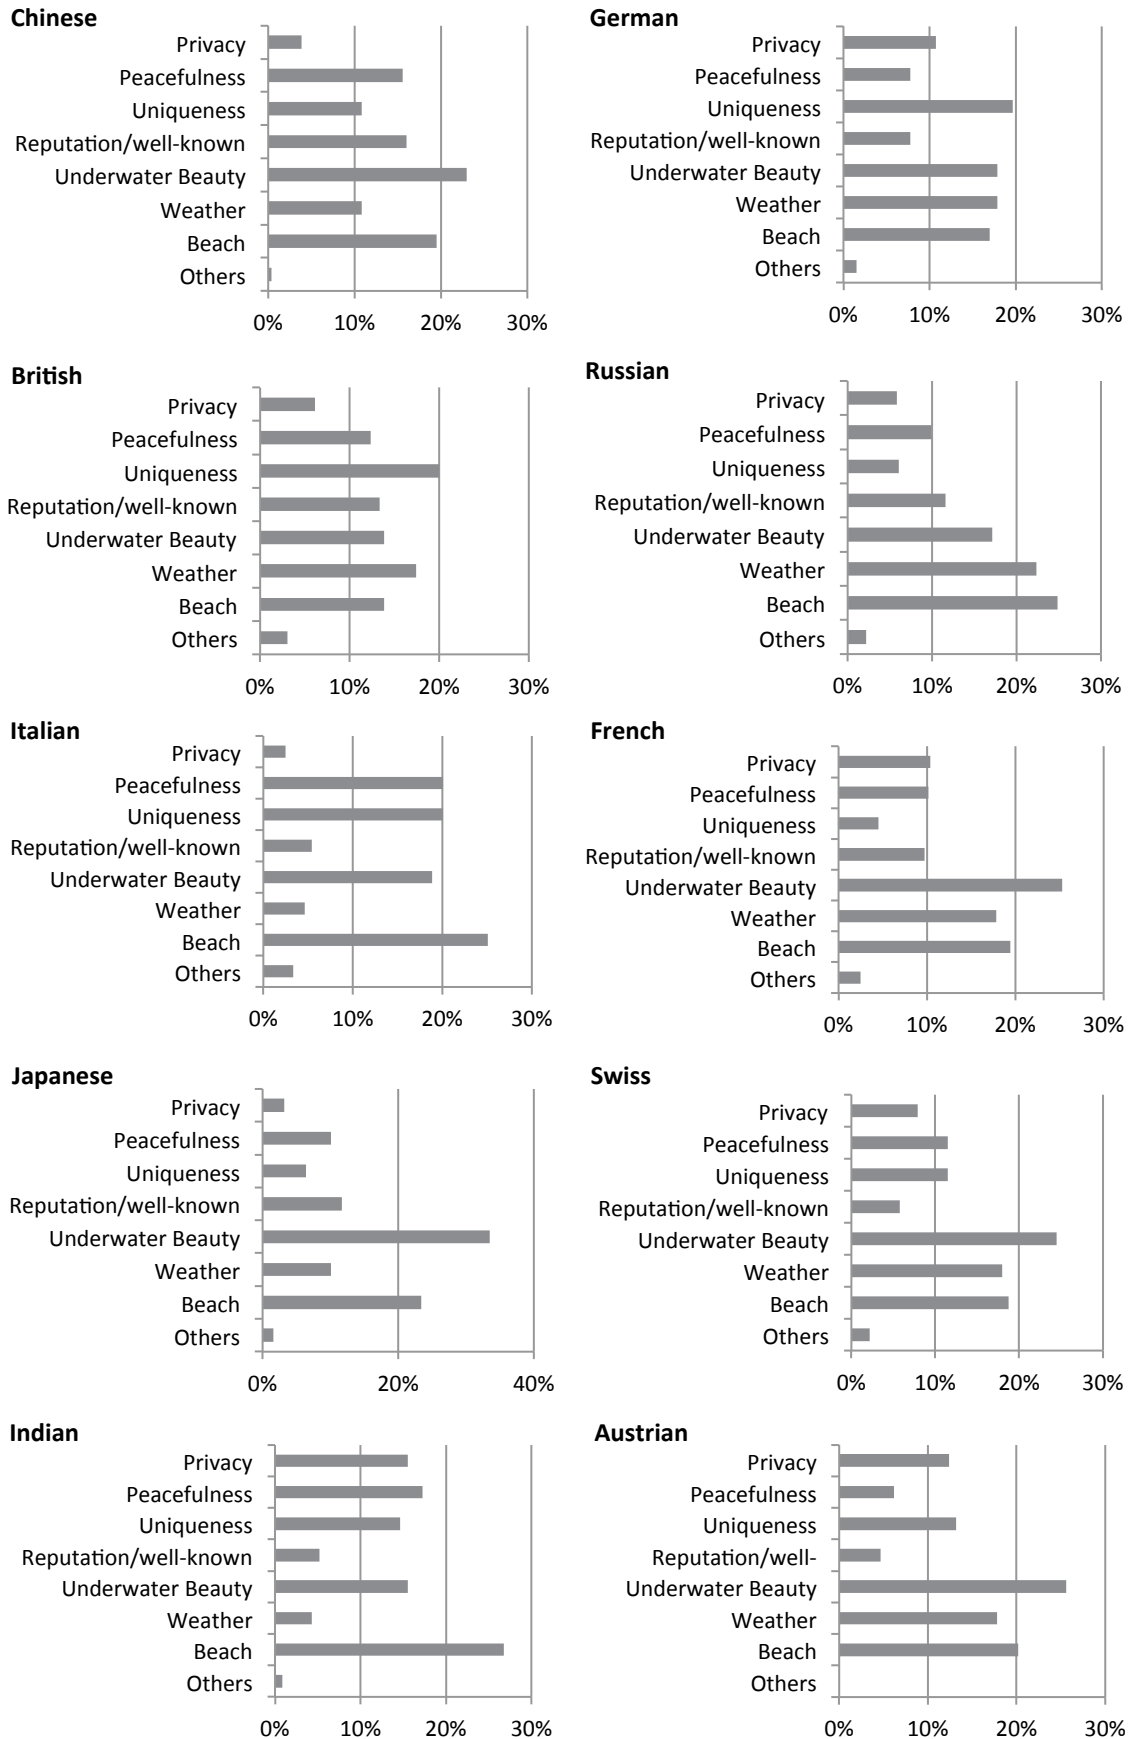 Chinese
Privacy
Peacefulness
Uniqueness
Reputation/well-known
Underwater Beauty
Weather
Beach
Others
0% 10% 20% 30%
German
Privacy
Peacefulness
Uniqueness
Reputation/well-known
Underwater Beauty
Weather
Beach
Others
0% 10% 20% 30%
British
Privacy
Peacefulness
Uniqueness
Reputation/well-known
Underwater Beauty
Weather
Beach
Others
0% 10% 20% 30%
Russian
Privacy
Peacefulness
Uniqueness
Reputation/well-known
Underwater Beauty
Weather
Beach
Others
0% 10% 20% 30%
Italian
Privacy
Peacefulness
Uniqueness
Reputation/well-known
Underwater Beauty
Weather
Beach
Others
0% 10% 20% 30%
French
Privacy
Peacefulness
Uniqueness
Reputation/well-known
Underwater Beauty
Weather
Beach
Others
0% 10% 20% 30%
Japanese
Privacy
Peacefulness
Uniqueness
Reputation/well-known
Underwater Beauty
Weather
Beach
Others
0% 20% 40%
Swiss
Privacy
Peacefulness
Uniqueness
Reputation/well-known
Underwater Beauty
Weather
Beach
Others
0% 10% 20% 30%
Indian
Privacy
Peacefulness
Uniqueness
Reputation/well-known
Underwater Beauty
Weather
Beach
Others
0% 10% 20% 30%
Austrian
Privacy
Peacefulness
Uniqueness
Reputation/well-
Underwater Beauty
Weather
Beach
Others
0% 10% 20% 30%